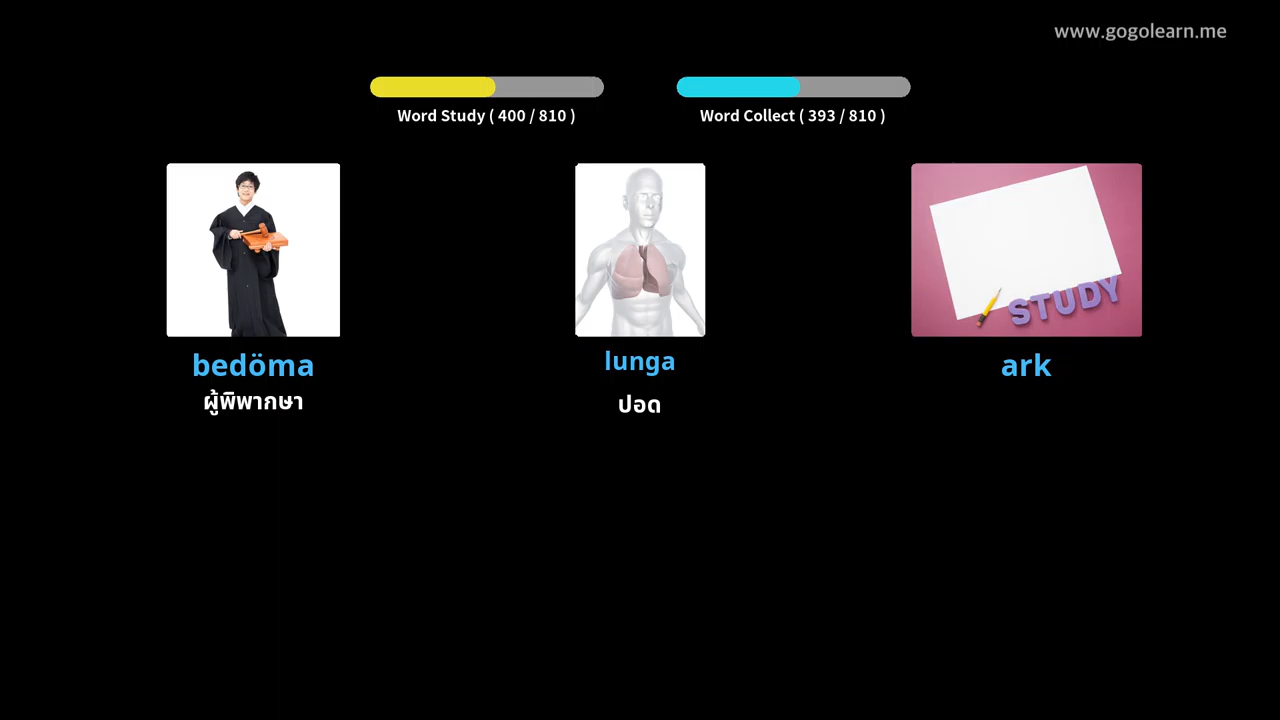 www.gogolearn.me
Word Study ( 400 / 810 )
Word Collect ( 393 / 810 )
STUDY
bedöma
ผู้พิพากษา
lunga
ปอด
ark